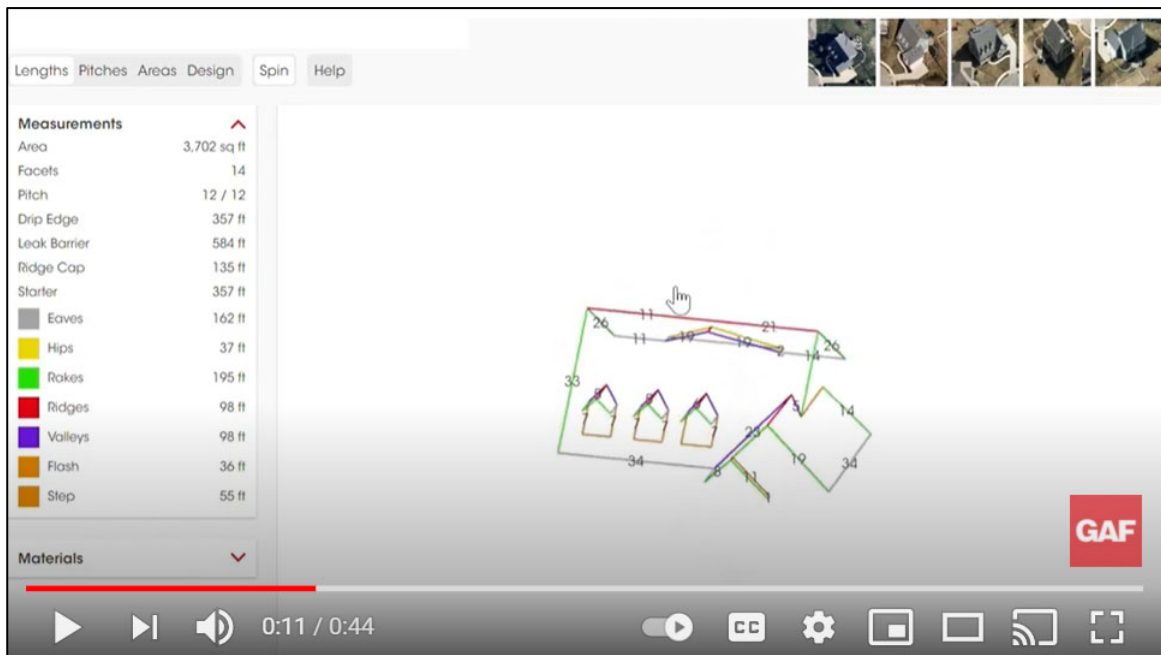 Lengths Pitches Areas Design Spin Help
Measurements
Area 3,702 sq ft
Facets 14
Pitch 12 / 12
Drip Edge 357 ft
Leak Barrier 584 ft
Ridge Cap 135 ft
Starter 357 ft
Eaves 162 ft
Hips 37 ft
Rakes 195 ft
Ridges 98 ft
Valleys 98 ft
Flash 36 ft
Step 55 ft
Materials
11 21
26 11 19 19 2 14 26
33
5 14
23
34 19 34
8 11
GAF
0:11 / 0:44
CC